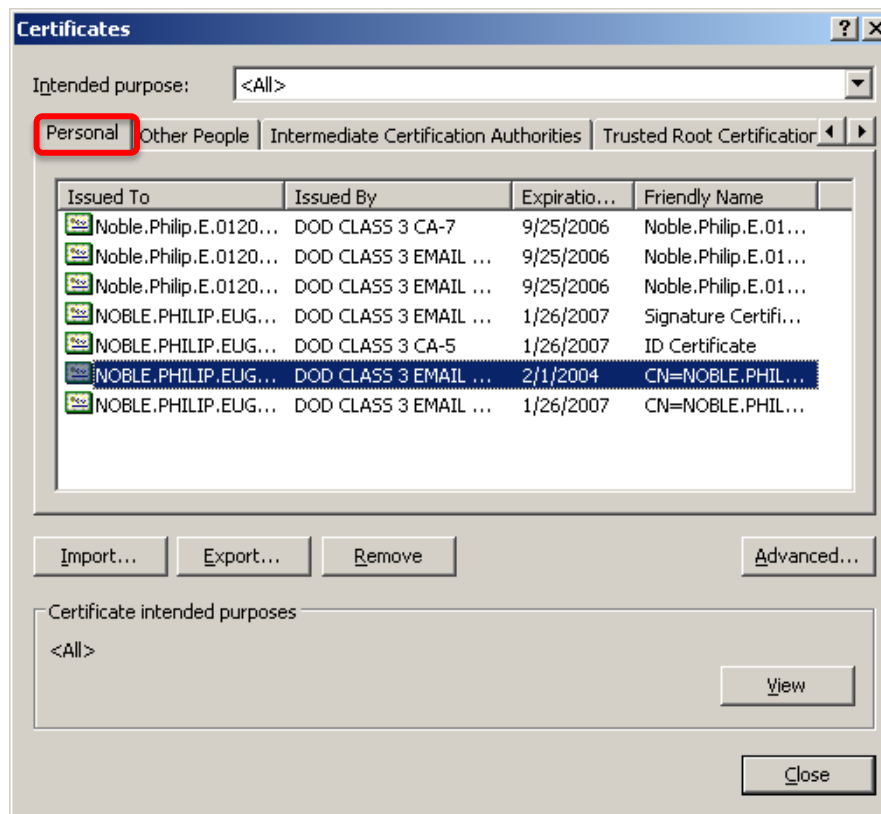 Certificates
Intended purpose: <All>
Personal Other People Intermediate Certification Authorities Trusted Root Certification
Issued To Issued By Expiratio... Friendly Name
Noble.Philip.E.0120... DOD CLASS 3 CA-7 9/25/2006 Noble.Philip.E.01...
Noble.Philip.E.0120... DOD CLASS 3 EMAIL ... 9/25/2006 Noble.Philip.E.01...
Noble.Philip.E.0120... DOD CLASS 3 EMAIL ... 9/25/2006 Noble.Philip.E.01...
NOBLE.PHILIP.EUG... DOD CLASS 3 EMAIL ... 1/26/2007 Signature Certifi...
NOBLE.PHILIP.EUG... DOD CLASS 3 CA-5 1/26/2007 ID Certificate
NOBLE.PHILIP.EUG... DOD CLASS 3 EMAIL ... 2/1/2004 CN=NOBLE.PHIL...
NOBLE.PHILIP.EUG... DOD CLASS 3 EMAIL ... 1/26/2007 CN=NOBLE.PHIL...
Import... Export... Remove Advanced...
Certificate intended purposes
<All>
View
Close